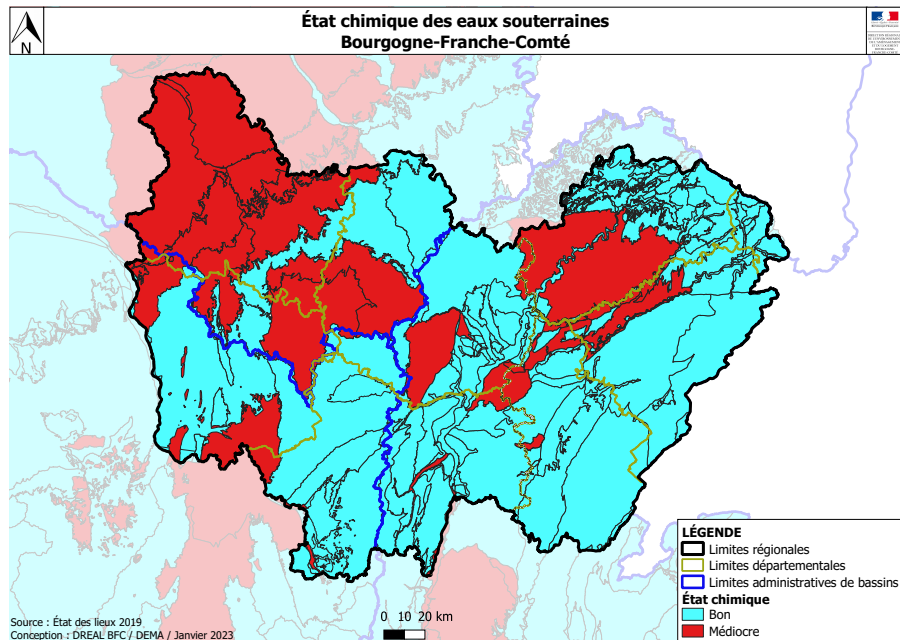 État chimique des eaux souterraines
Bourgogne-Franche-Comté
N
LÉGENDE
Limites régionales
Limites départementales
Limites administratives de bassins
État chimique
Bon
Médiocre
0 10 20 km
Source : État des lieux 2019
Conception : DREAL BFC / DEMA / Janvier 2023